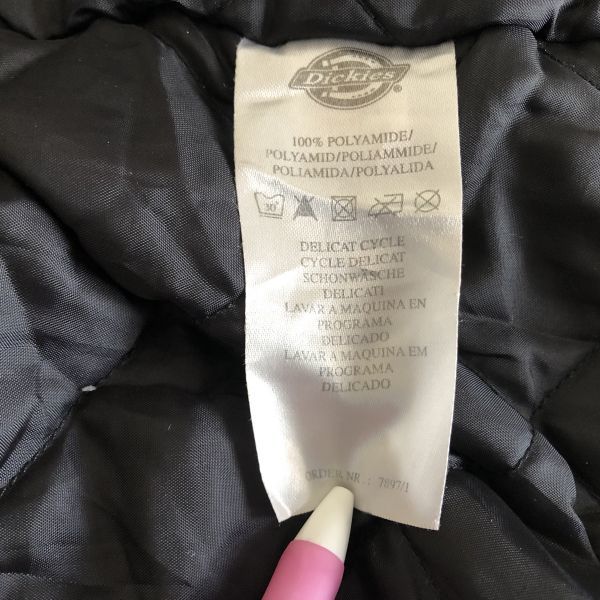 Dickies®
100% POLYAMIDE/
POLYAMID/POLIAMMIDE/
POLIAMIDA/POLYALIDA
30°
DELICAT CYCLE
CYCLE DELICAT
SCHONWASCHE
DELICATI
LAVAR A MAQUINA EN
PROGRAMA
DELICADO
LAVAR A MAQUINA EM
PROGRAMA
DELICADO
ORDER NR.: 7897/1